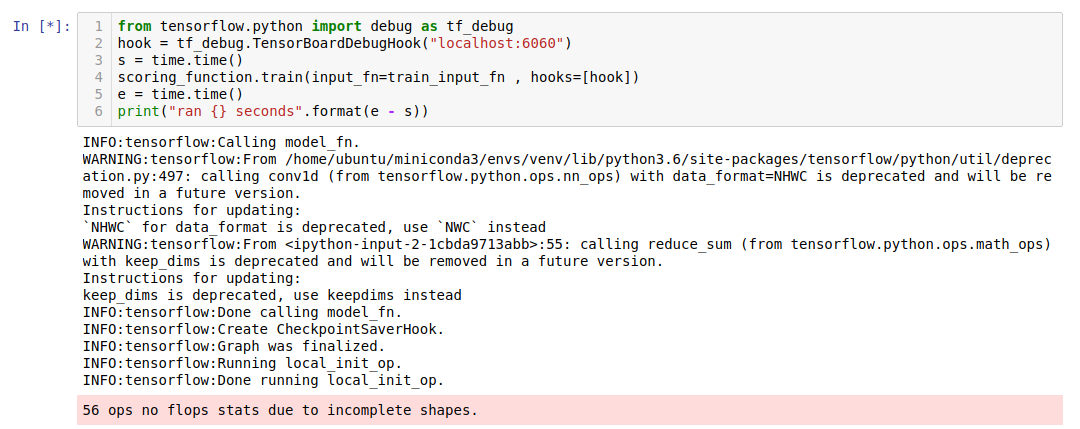 In [*]:
1 from tensorflow.python import debug as tf_debug
2 hook = tf_debug.TensorBoardDebugHook("localhost:6060")
3 s = time.time()
4 scoring_function.train(input_fn=train_input_fn , hooks=[hook])
5 e = time.time()
6 print("ran {} seconds".format(e - s))
INFO:tensorflow:Calling model_fn.
WARNING:tensorflow:From /home/ubuntu/miniconda3/envs/venv/lib/python3.6/site-packages/tensorflow/python/util/deprec
ation.py:497: calling conv1d (from tensorflow.python.ops.nn_ops) with data_format=NHWC is deprecated and will be re
moved in a future version.
Instructions for updating:
`NHWC` for data_format is deprecated, use `NWC` instead
WARNING:tensorflow:From <ipython-input-2-1cbda9713abb>:55: calling reduce_sum (from tensorflow.python.ops.math_ops)
with keep_dims is deprecated and will be removed in a future version.
Instructions for updating:
keep_dims is deprecated, use keepdims instead
INFO:tensorflow:Done calling model_fn.
INFO:tensorflow:Create CheckpointSaverHook.
INFO:tensorflow:Graph was finalized.
INFO:tensorflow:Running local_init_op.
INFO:tensorflow:Done running local_init_op.
56 ops no flops stats due to incomplete shapes.